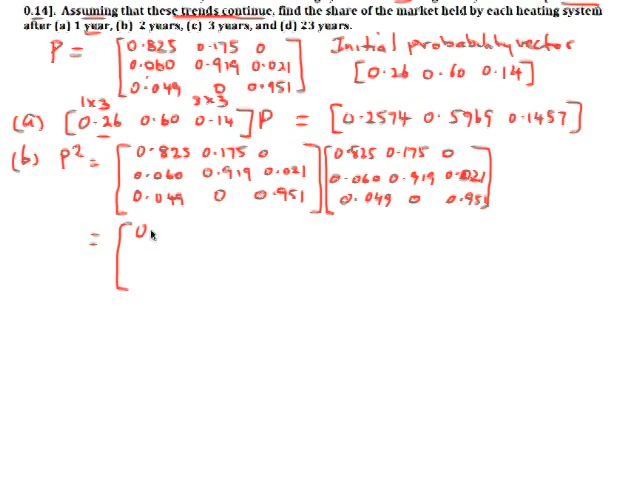 0.14]. Assuming that these trends continue, find the share of the market held by each heating system
after (a) 1 year, (b) 2 years, (c) 3 years, and (d) 23 years.
P = [0.825 0.175 0 Initial probability vector
0.060 0.919 0.021 [0.26 0.60 0.14]
0.049 0 0.951]
1x3 3x3
(a) [0.26 0.60 0.14]P = [0.2574 0.5969 0.1457]
(b) P² = [0.825 0.175 0 [0.825 0.175 0
0.060 0.919 0.021 0.060 0.919 0.021
0.049 0 0.951] 0.049 0 0.951]
= [0.